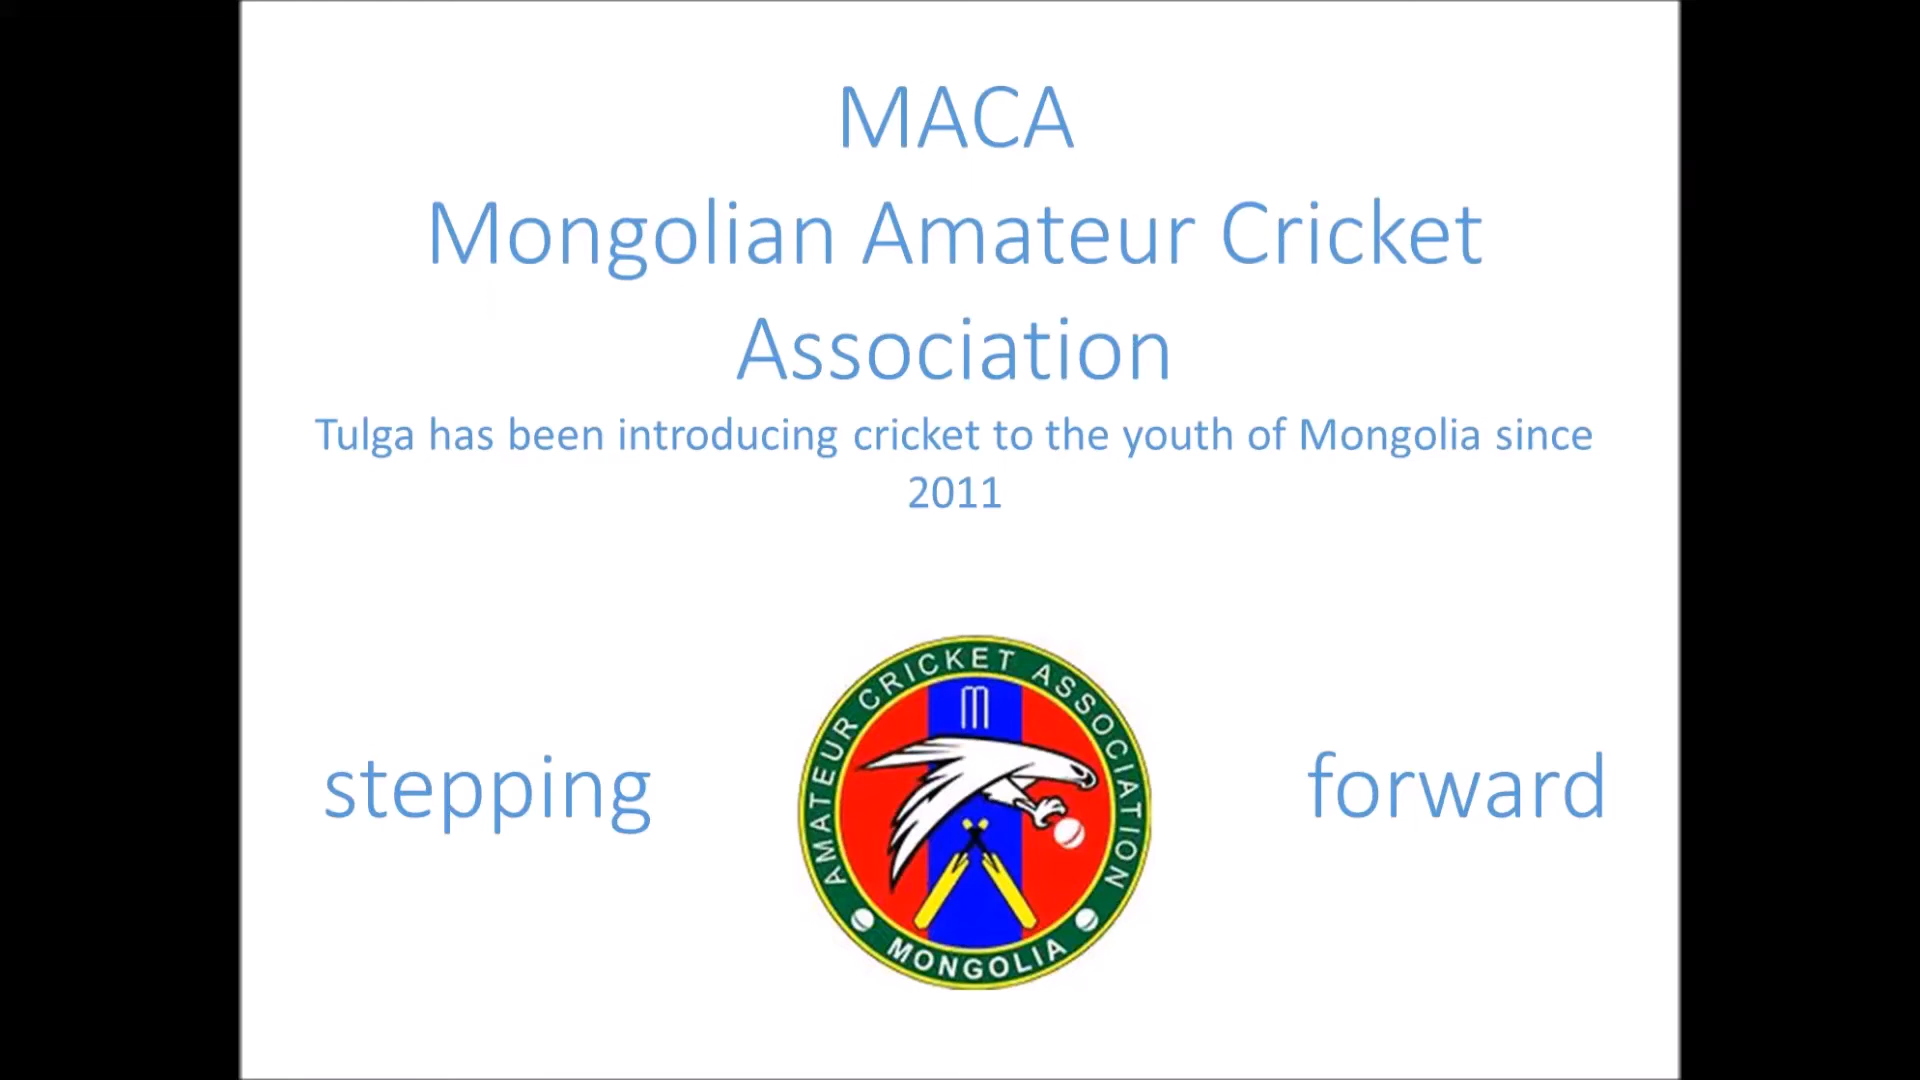 MACA
Mongolian Amateur Cricket
Association
Tulga has been introducing cricket to the youth of Mongolia since
2011
stepping
AMATEUR CRICKET ASSOCIATION
MONGOLIA
forward